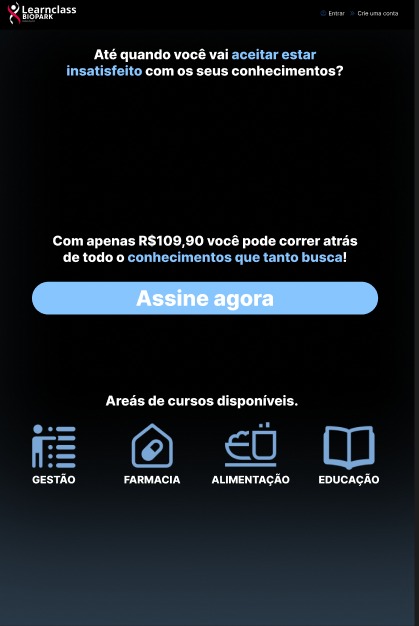 Learnclass
BIOPARK
Entrar
Crie uma conta
Até quando você vai aceitar estar
insatisfeito com os seus conhecimentos?
Com apenas R$109,90 você pode correr atrás
de todo o conhecimentos que tanto busca!
Assine agora
Areás de cursos disponíveis.
GESTÃO
FARMACIA
ALIMENTAÇÃO
EDUCAÇÃO